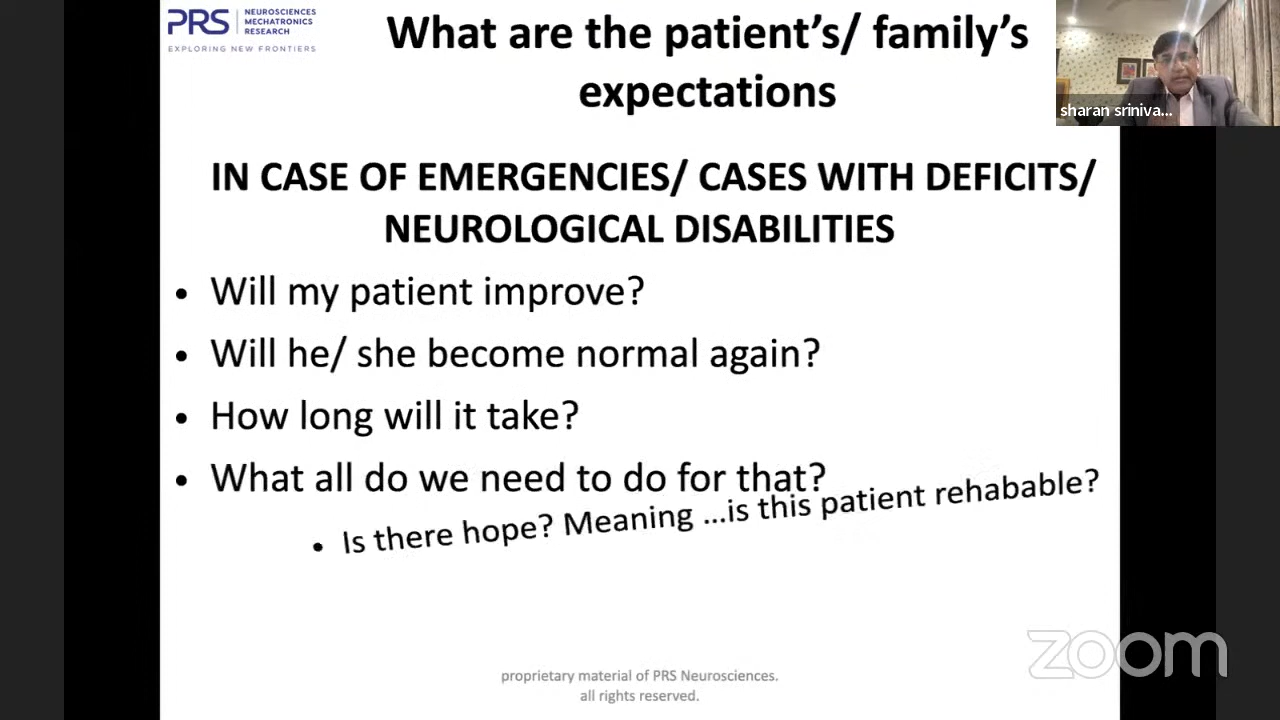 PRS
NEUROSCIENCES
MECHATRONICS
RESEARCH
EXPLORING NEW FRONTIERS
What are the patient’s/ family’s
expectations
sharan sriniva...
IN CASE OF EMERGENCIES/ CASES WITH DEFICITS/
NEUROLOGICAL DISABILITIES
• Will my patient improve?
• Will he/ she become normal again?
• How long will it take?
• What all do we need to do for that?
• Is there hope? Meaning ...is this patient rehabable?
zoom
proprietary material of PRS Neurosciences.
all rights reserved.